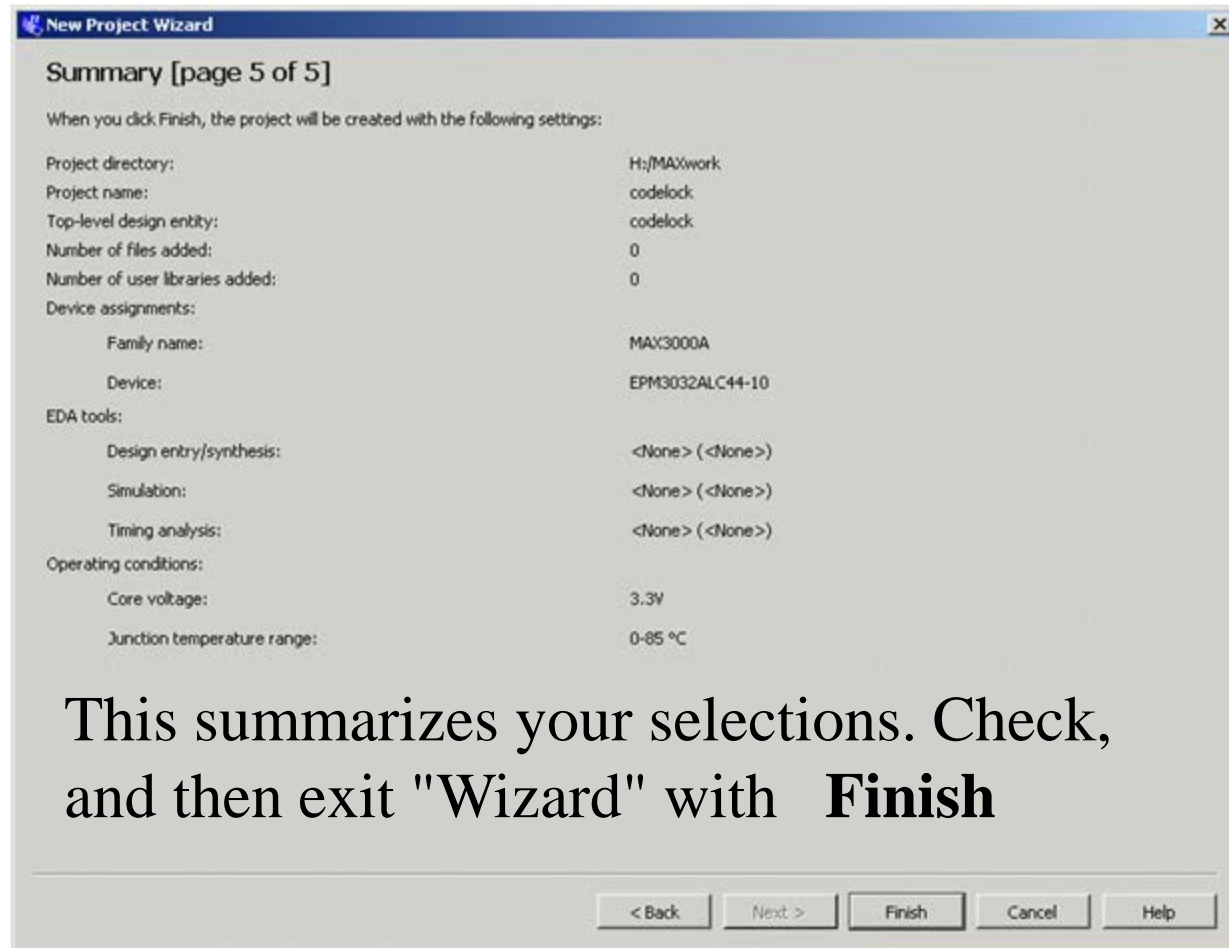 New Project Wizard
Summary [page 5 of 5]
When you click Finish, the project will be created with the following settings:
Project directory: H:/MAXwork
Project name: codelock
Top-level design entity: codelock
Number of files added: 0
Number of user libraries added: 0
Device assignments:
Family name: MAX3000A
Device: EPM3032ALC44-10
EDA tools:
Design entry/synthesis: <None> (<None>)
Simulation: <None> (<None>)
Timing analysis: <None> (<None>)
Operating conditions:
Core voltage: 3.3V
Junction temperature range: 0-85 °C
This summarizes your selections. Check,
and then exit "Wizard" with Finish
< Back Next > Finish Cancel Help